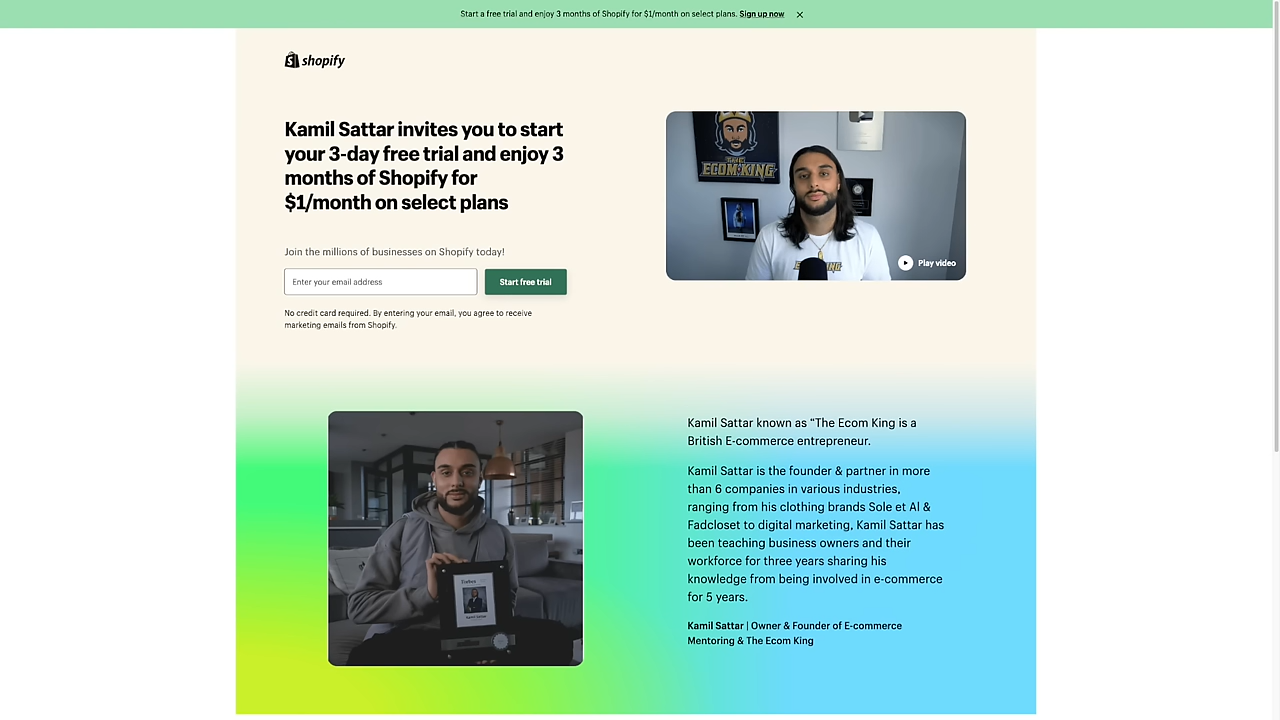 Start a free trial and enjoy 3 months of Shopify for $1/month on select plans. Sign up now
shopify
Kamil Sattar invites you to start
your 3-day free trial and enjoy 3
months of Shopify for
$1/month on select plans
Join the millions of businesses on Shopify today!
Enter your email address
Start free trial
No credit card required. By entering your email, you agree to receive
marketing emails from Shopify.
THE
ECOM KING
Play video
Forbes
Kamil Sattar known as “The Ecom King is a
British E-commerce entrepreneur.
Kamil Sattar is the founder & partner in more
than 6 companies in various industries,
ranging from his clothing brands Sole et Al &
Fadcloset to digital marketing, Kamil Sattar has
been teaching business owners and their
workforce for three years sharing his
knowledge from being involved in e-commerce
for 5 years.
Kamil Sattar | Owner & Founder of E-commerce
Mentoring & The Ecom King